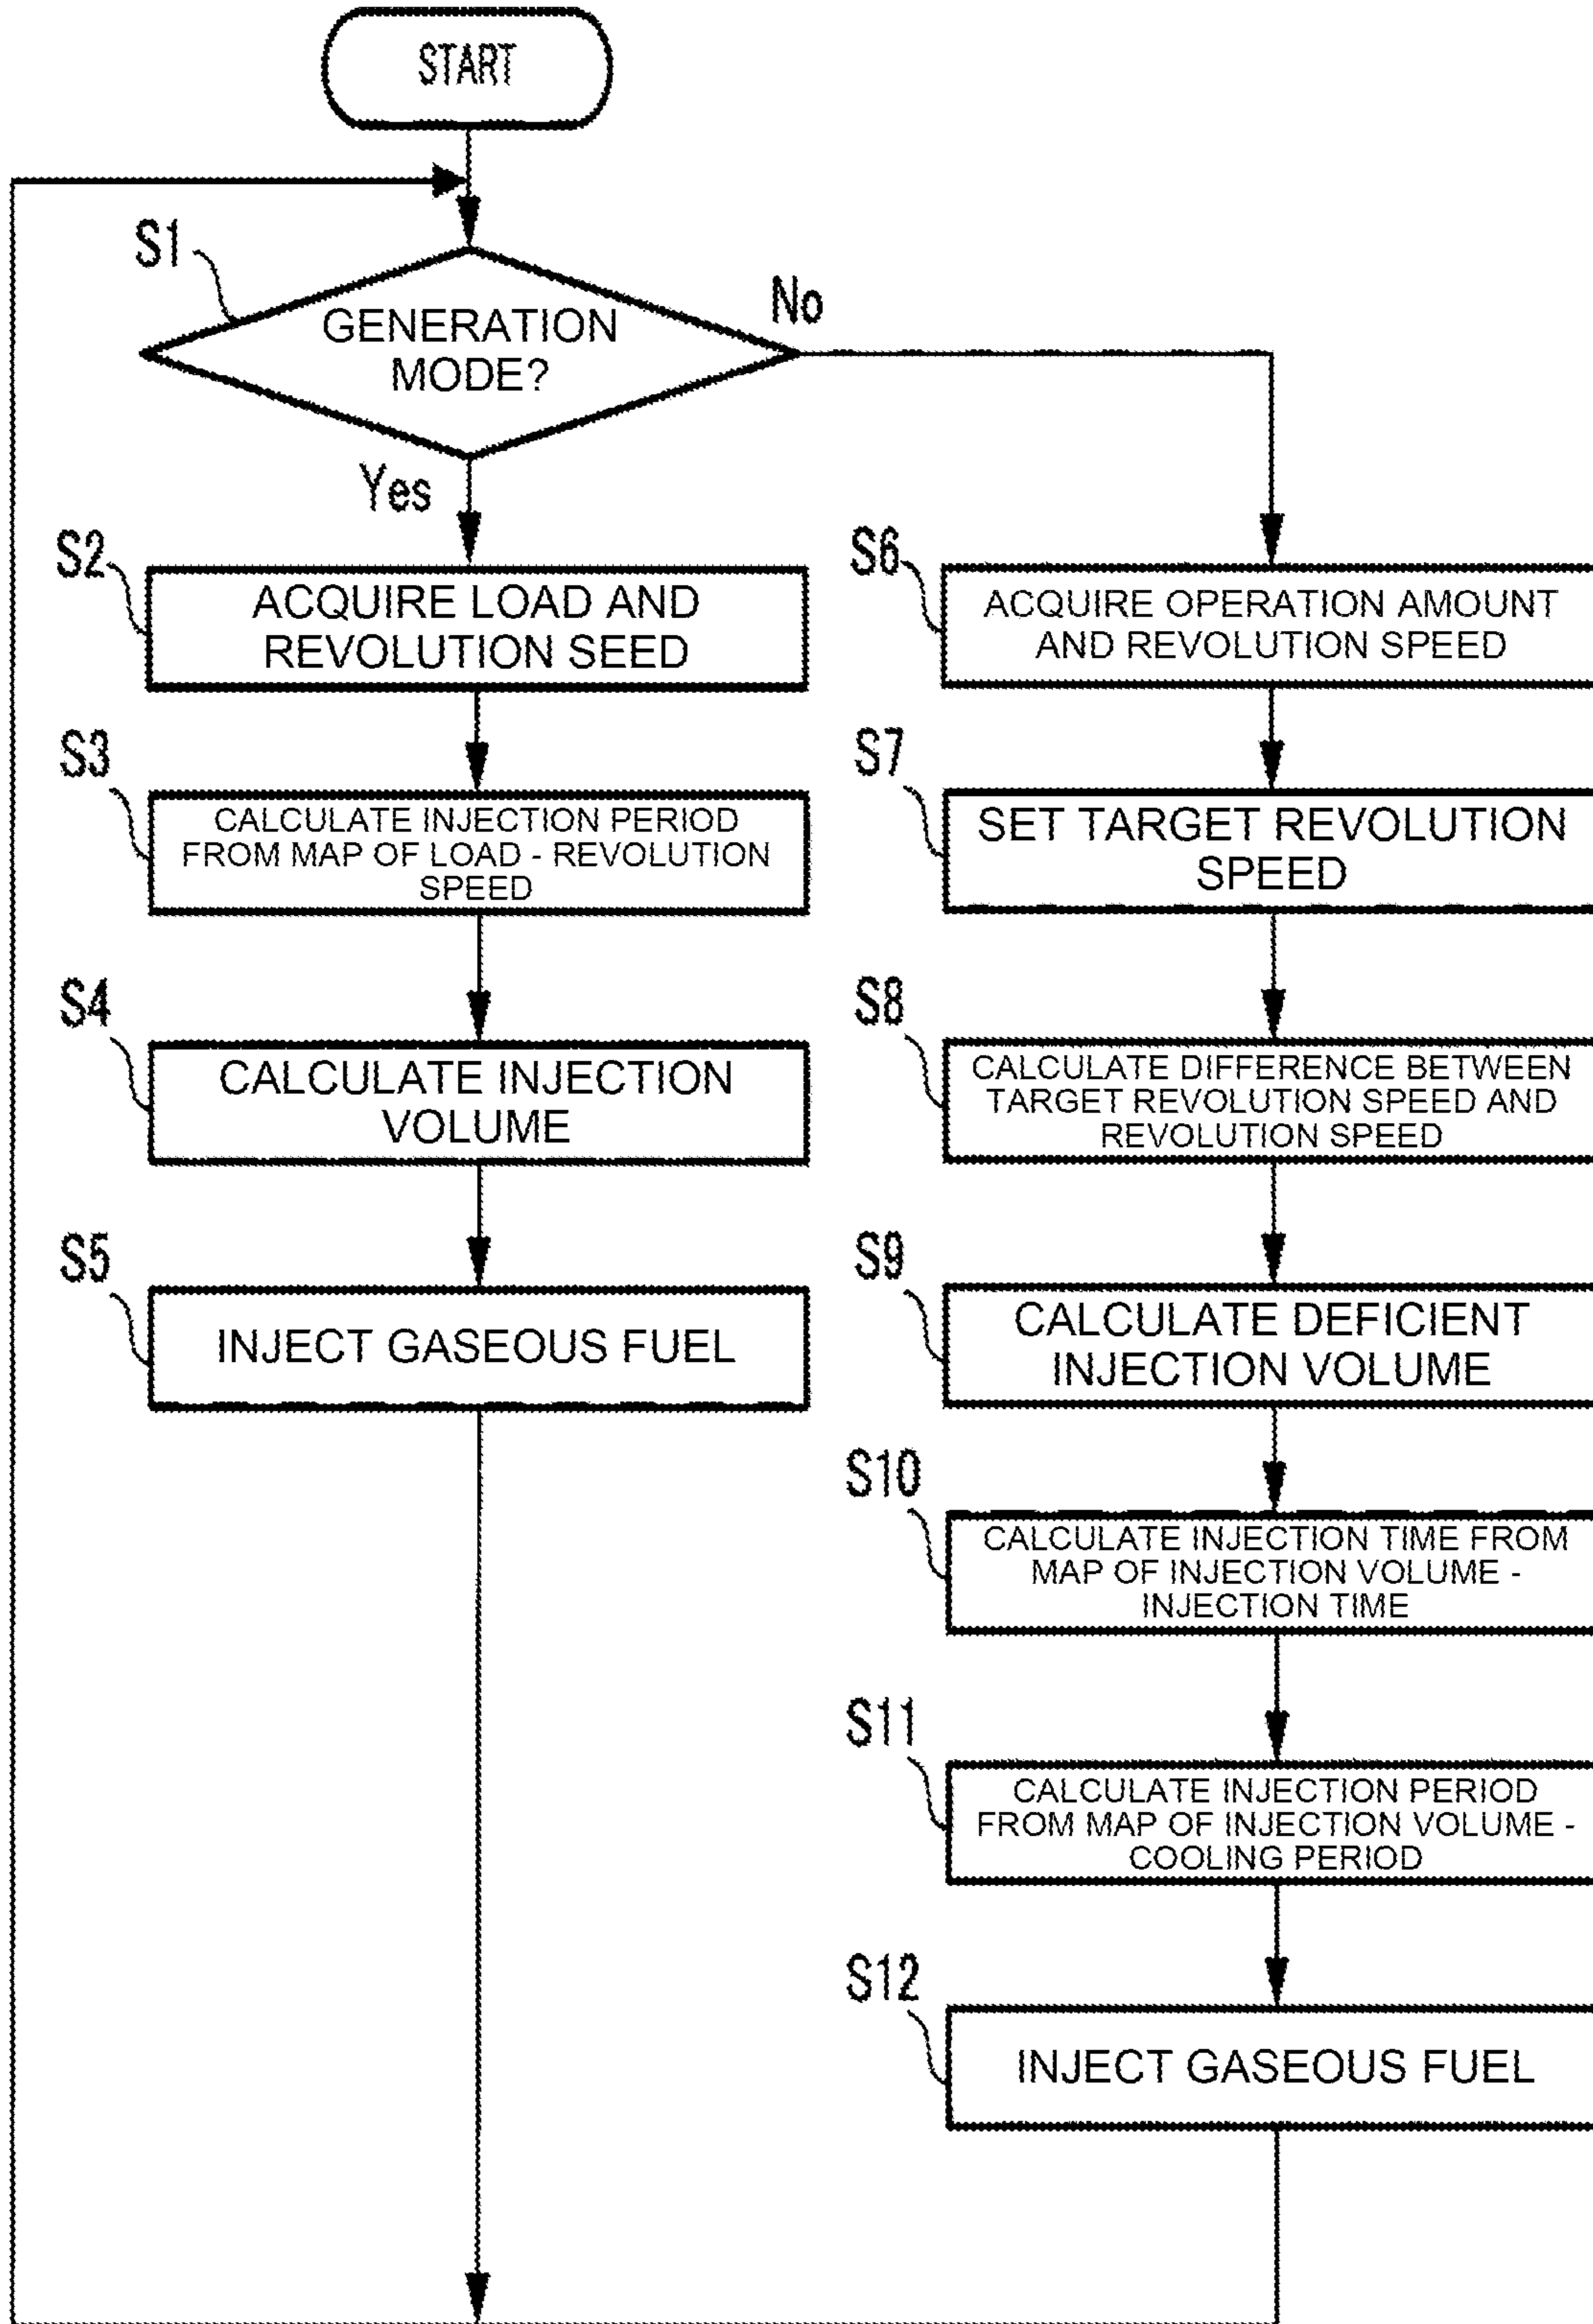 START
S1
GENERATION
MODE?
No
Yes
S2
ACQUIRE LOAD AND
REVOLUTION SEED
S3
CALCULATE INJECTION PERIOD
FROM MAP OF LOAD - REVOLUTION
SPEED
S4
CALCULATE INJECTION
VOLUME
S5
INJECT GASEOUS FUEL
S6
ACQUIRE OPERATION AMOUNT
AND REVOLUTION SPEED
S7
SET TARGET REVOLUTION
SPEED
S8
CALCULATE DIFFERENCE BETWEEN
TARGET REVOLUTION SPEED AND
REVOLUTION SPEED
S9
CALCULATE DEFICIENT
INJECTION VOLUME
S10
CALCULATE INJECTION TIME FROM
MAP OF INJECTION VOLUME -
INJECTION TIME
S11
CALCULATE INJECTION PERIOD
FROM MAP OF INJECTION VOLUME -
COOLING PERIOD
S12
INJECT GASEOUS FUEL